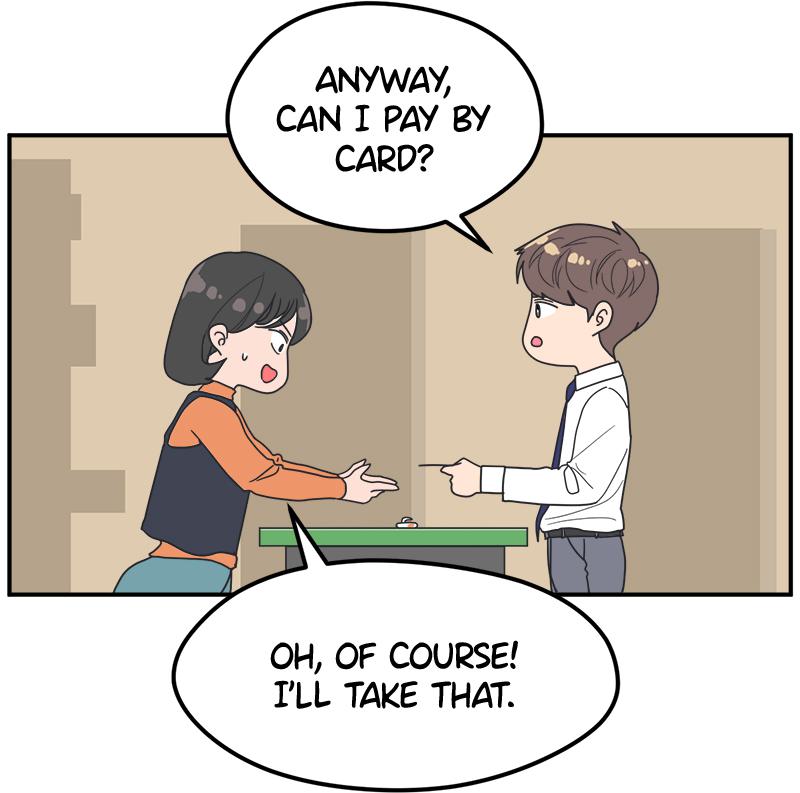 ANYWAY,
CAN I PAY BY
CARD?
OH, OF COURSE!
I'LL TAKE THAT.